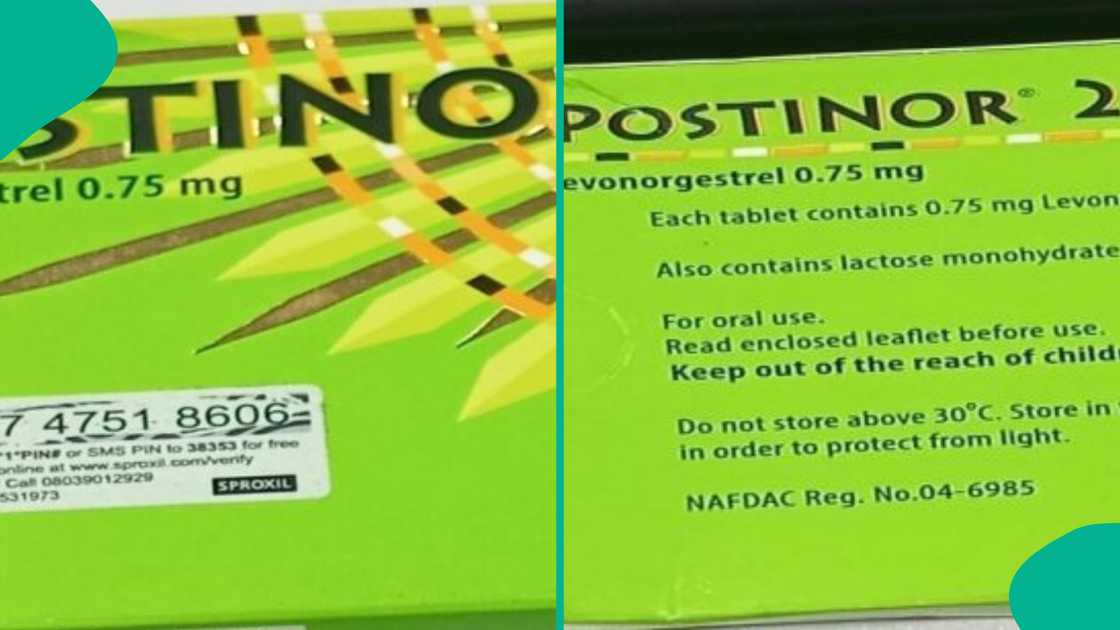 STINO
trel 0.75 mg
7 4751 8606
*1*PIN# or SMS PIN to 38353 for free
online at www.sproxil.com/verify
Call 08039012929
531973
SPROXIL
POSTINOR® 2
evonorgestrel 0.75 mg
Each tablet contains 0.75 mg Levon
Also contains lactose monohydrate
For oral use.
Read enclosed leaflet before use.
Keep out of the reach of child
Do not store above 30°C. Store in
in order to protect from light.
NAFDAC Reg. No.04-6985